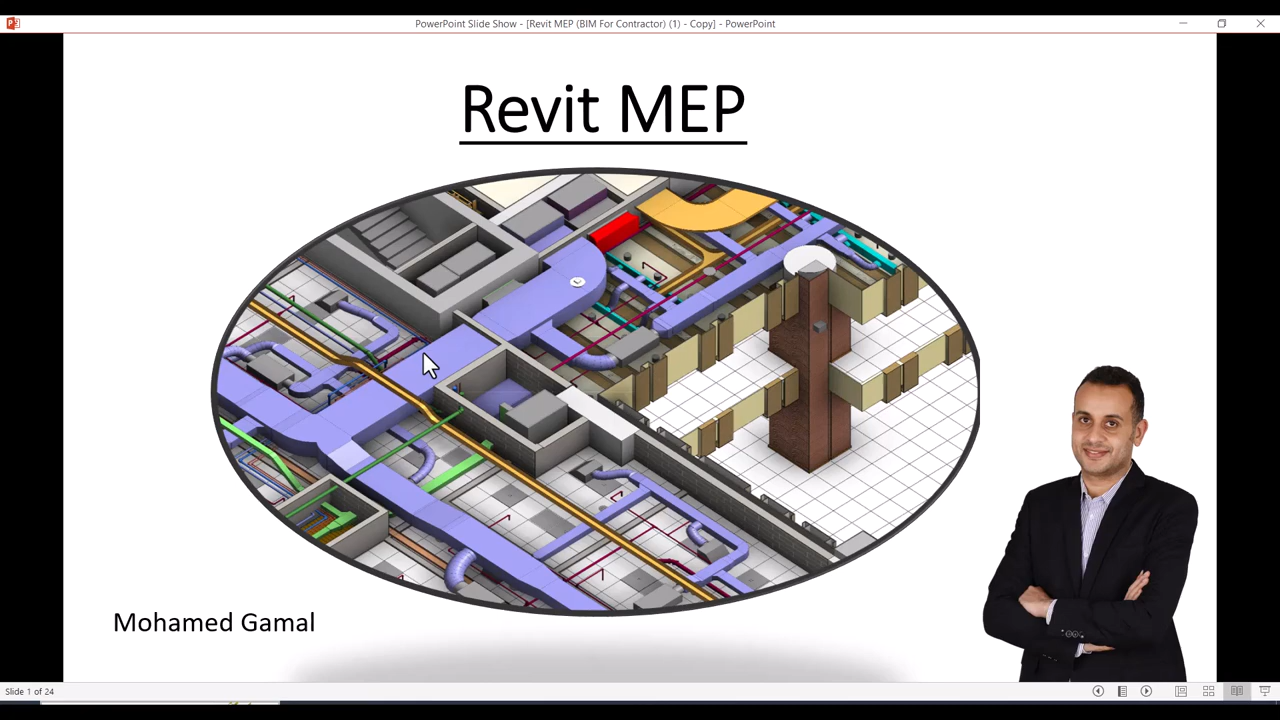 PowerPoint Slide Show - [Revit MEP (BIM For Contractor) (1) - Copy] - PowerPoint
Revit MEP
Mohamed Gamal
Slide 1 of 24